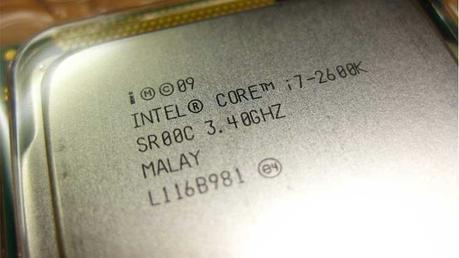 i Ⓜ©09
INTEL® CORE™ i7-2600K
SR00C 3.40GHZ
MALAY
L116B981 e4